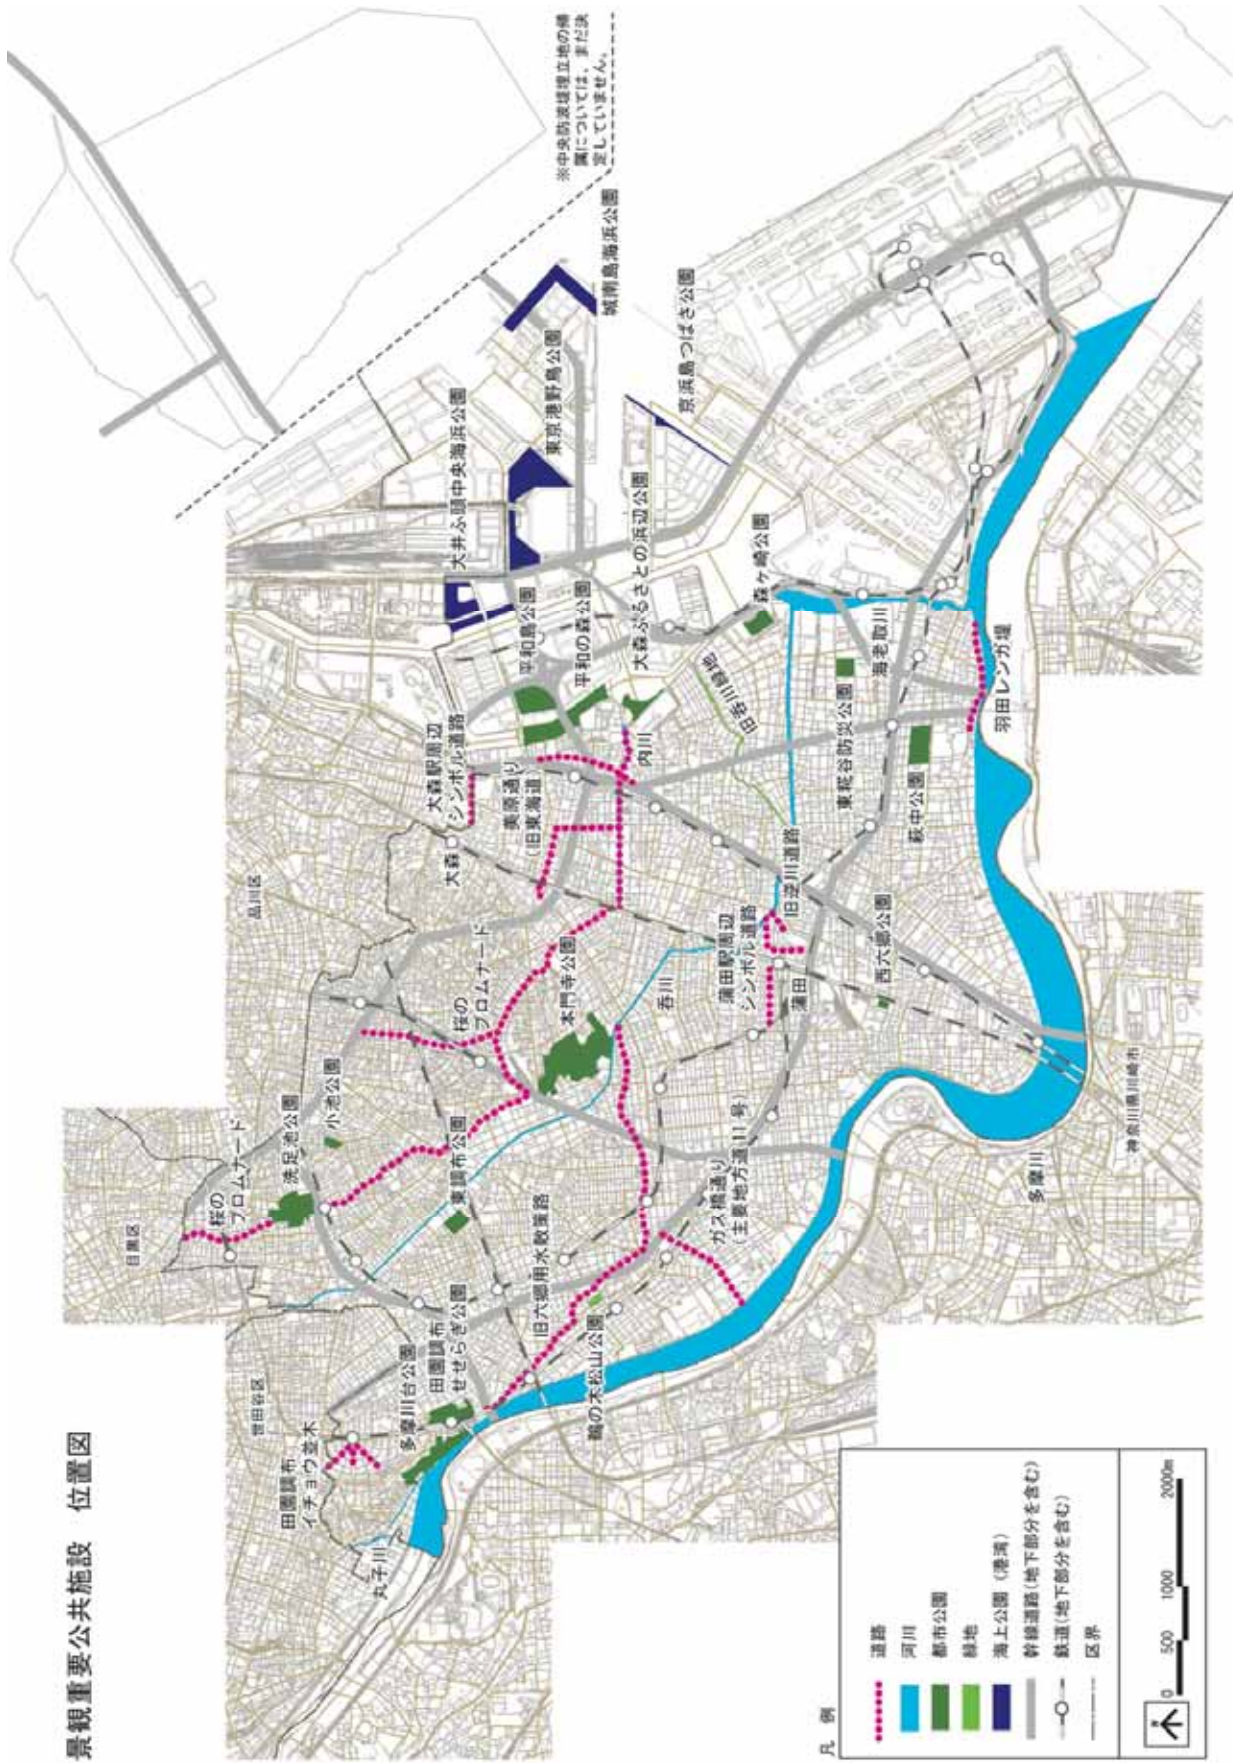 景観重要公共施設　位置図
※中央防波堤埋立地の帰
属については、まだ決
定していません。
目黒区
品川区
世田谷区
桜の
プロムナード
洗足池公園
小池公園
桜の
プロムナード
大森
大森駅周辺
シンボル道路
美原通り
(旧東海道)
平和島公園
平和の森公園
大井ふ頭中央海浜公園
東京港野鳥公園
城南島海浜公園
京浜島つばさ公園
大森ふるさとの浜辺公園
内川
森ヶ崎公園
旧呑川緑地
本門寺公園
呑川
東調布公園
田園調布
イチョウ並木
多摩川台公園
田園調布
せせらぎ公園
丸子川
旧六郷用水散策路
鵜の木松山公園
ガス橋通り
(主要地方道11号)
蒲田駅周辺
シンボル道路
蒲田
旧逆川道路
西六郷公園
東糀谷防災公園
萩中公園
海老取川
羽田レンガ堤
多摩川
神奈川県川崎市
凡　例
道路
河川
都市公園
緑地
海上公園（港湾）
幹線道路(地下部分を含む)
鉄道(地下部分を含む)
区界
0　500　1000　2000m